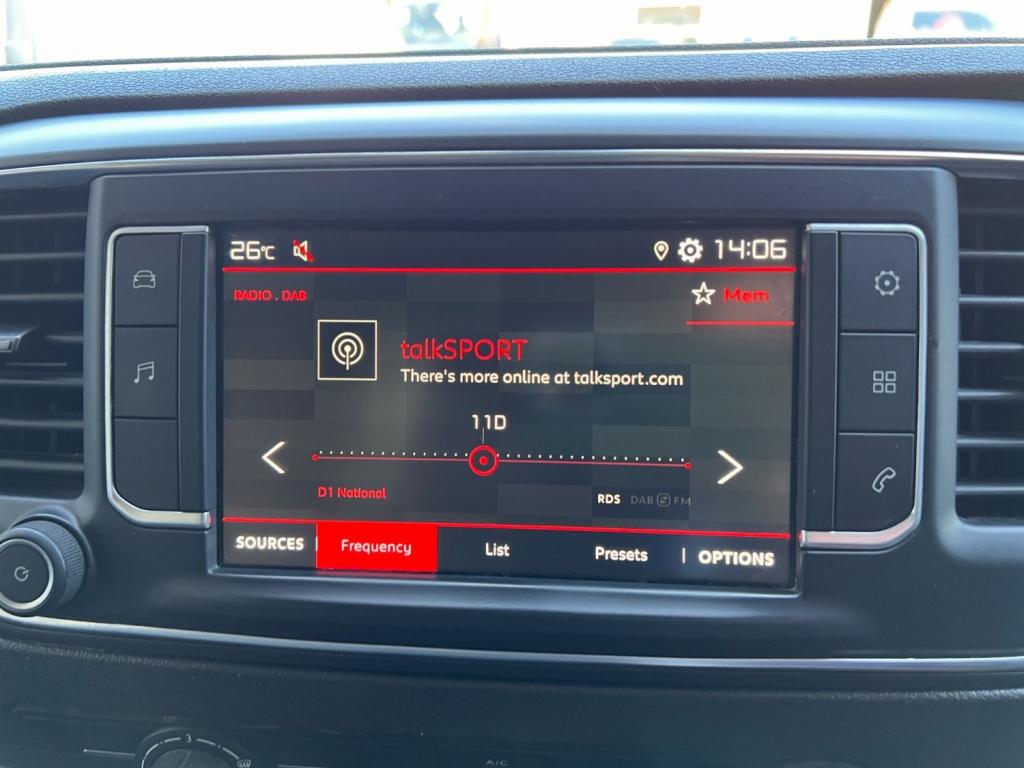 26°C
14:06
RADIO . DAB
Mem
talkSPORT
There's more online at talksport.com
11D
D1 National
RDS DAB FM
SOURCES Frequency List Presets OPTIONS
3
A/C